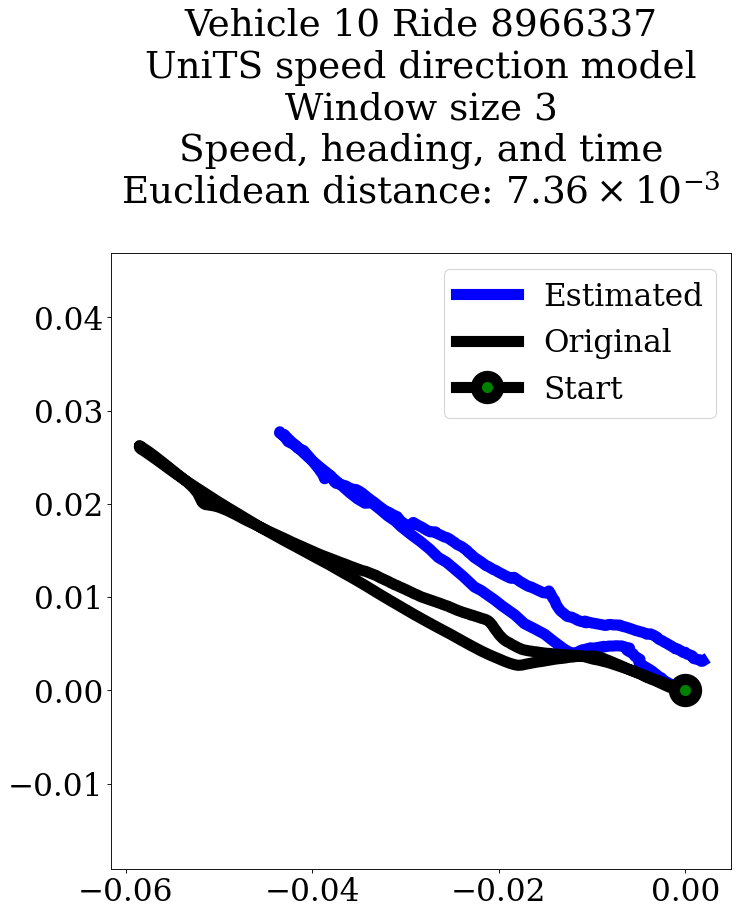 Vehicle 10 Ride 8966337
UniTS speed direction model
Window size 3
Speed, heading, and time
Euclidean distance: 7.36 × 10⁻³
Estimated
Original
Start
0.04
0.03
0.02
0.01
0.00
−0.01
−0.06 −0.04 −0.02 0.00